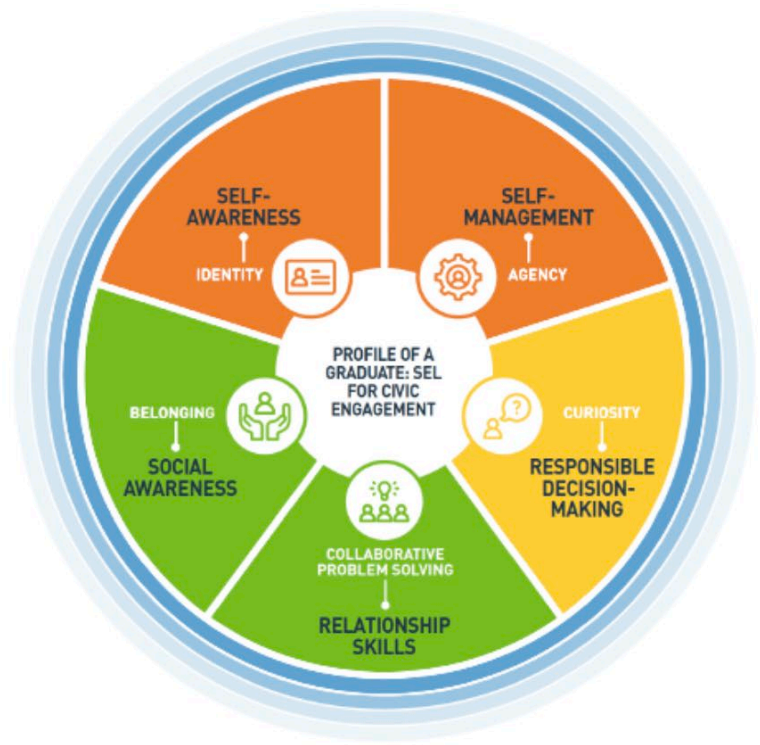 SELF-
AWARENESS
IDENTITY
SELF-
MANAGEMENT
AGENCY
PROFILE OF A
GRADUATE: SEL
FOR CIVIC
ENGAGEMENT
BELONGING
SOCIAL
AWARENESS
?
CURIOSITY
RESPONSIBLE
DECISION-
MAKING
COLLABORATIVE
PROBLEM SOLVING
RELATIONSHIP
SKILLS